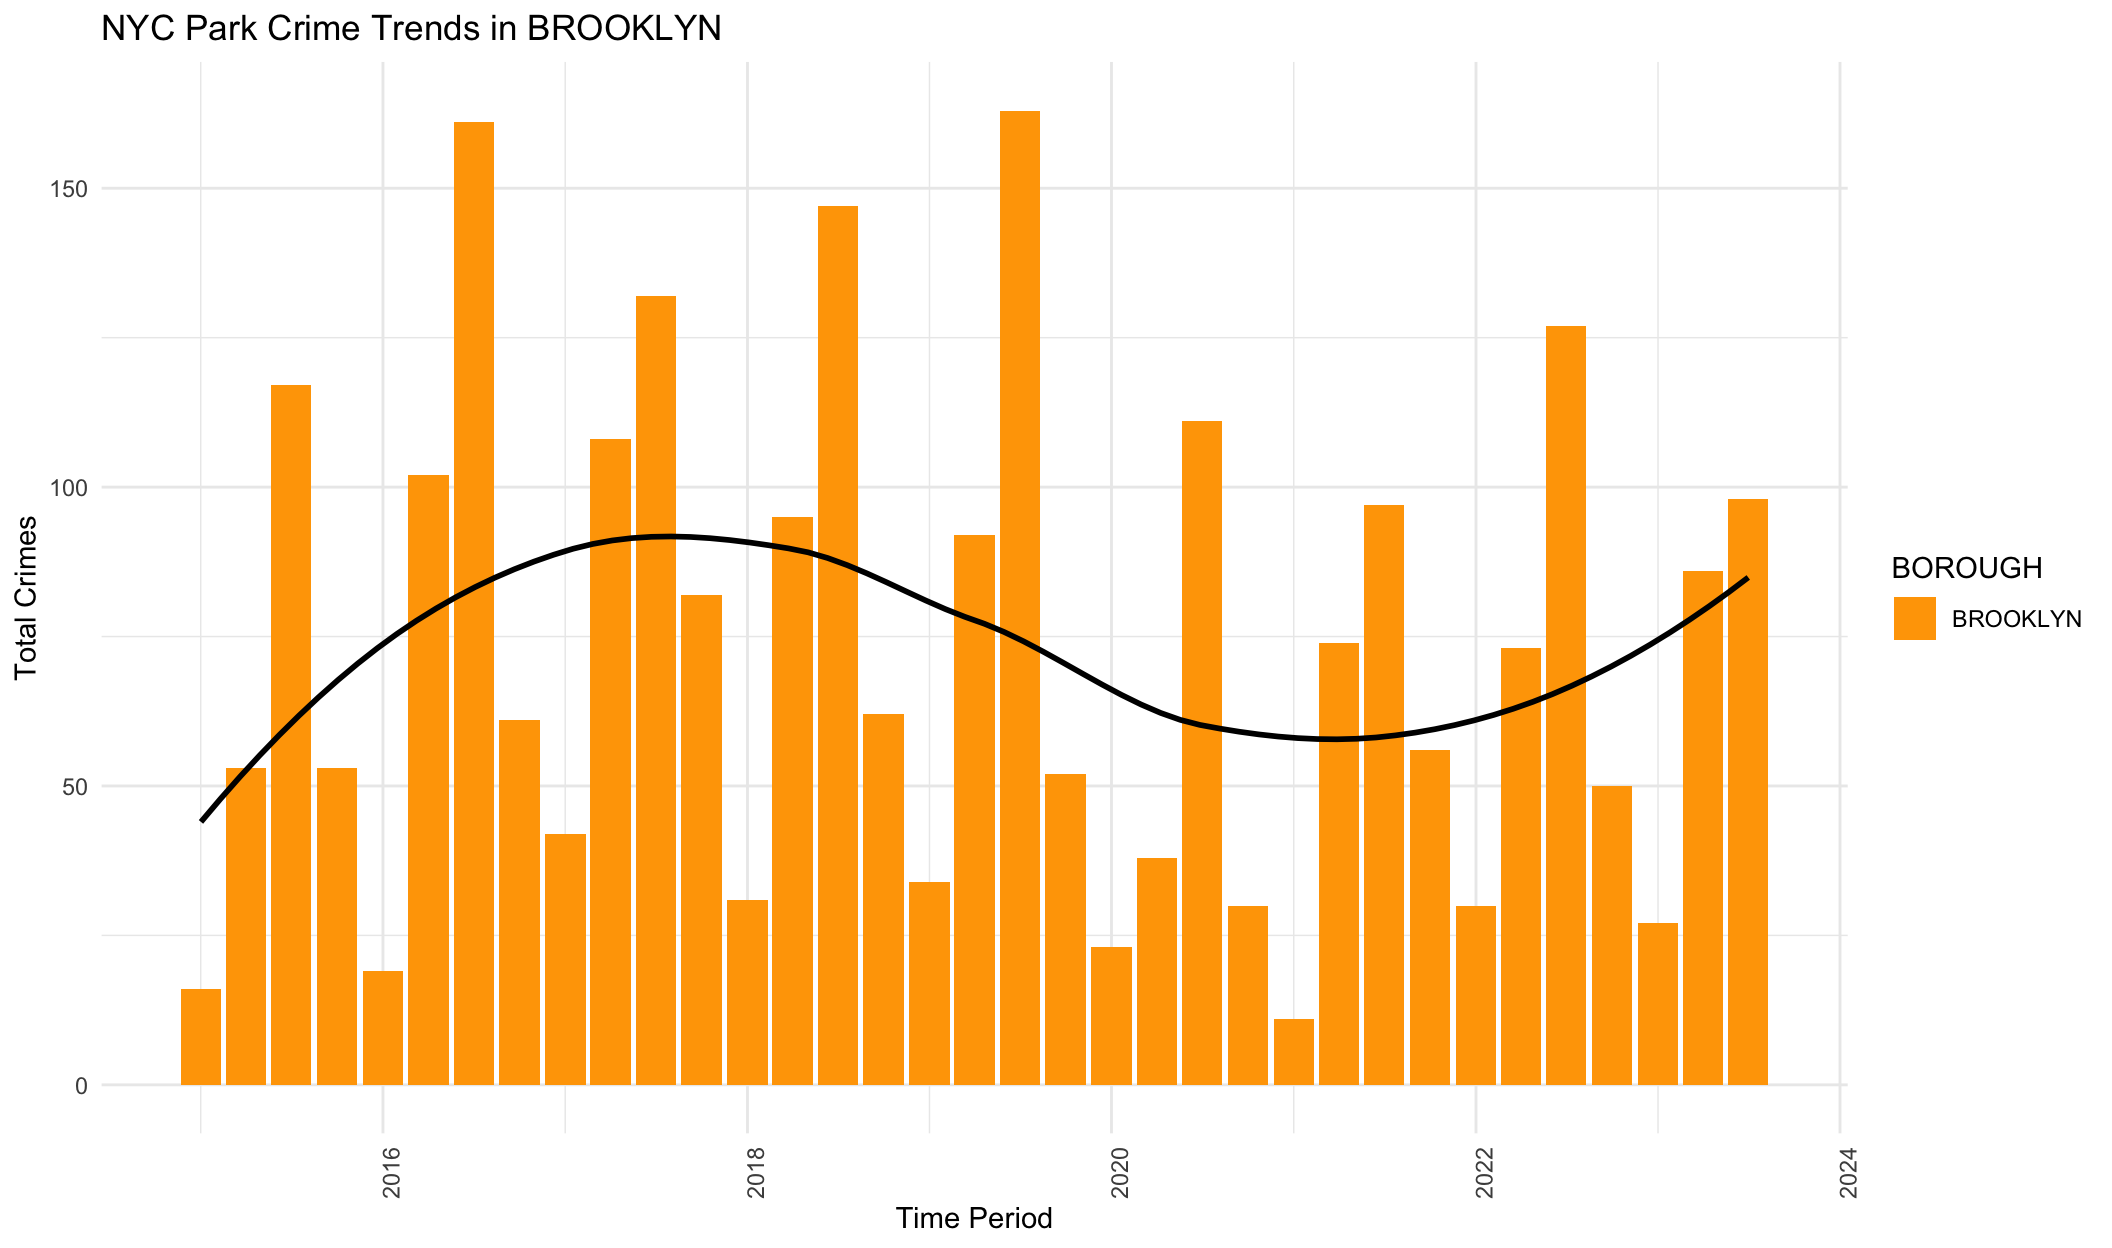 NYC Park Crime Trends in BROOKLYN
150
100
50
0
Total Crimes
2016
2018
2020
2022
2024
Time Period
BOROUGH
BROOKLYN